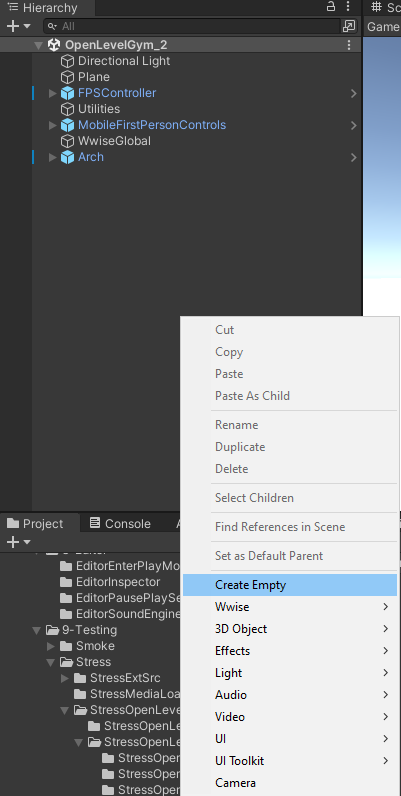 Hierarchy
Sc
All
Game
OpenLevelGym_2
Directional Light
Plane
FPSController
Utilities
MobileFirstPersonControls
WwiseGlobal
Arch
Cut
Copy
Paste
Paste As Child
Rename
Duplicate
Delete
Select Children
Find References in Scene
Set as Default Parent
Create Empty
Wwise
3D Object
Effects
Light
Audio
Video
UI
UI Toolkit
Camera
Project
Console
EditorEnterPlayMo
EditorInspector
EditorPausePlaySe
EditorSoundEngine
9-Testing
Smoke
Stress
StressExtSrc
StressMediaLoa
StressOpenLeve
StressOpenLe
StressOpenLe
StressOpen
StressOpen
StressOpen